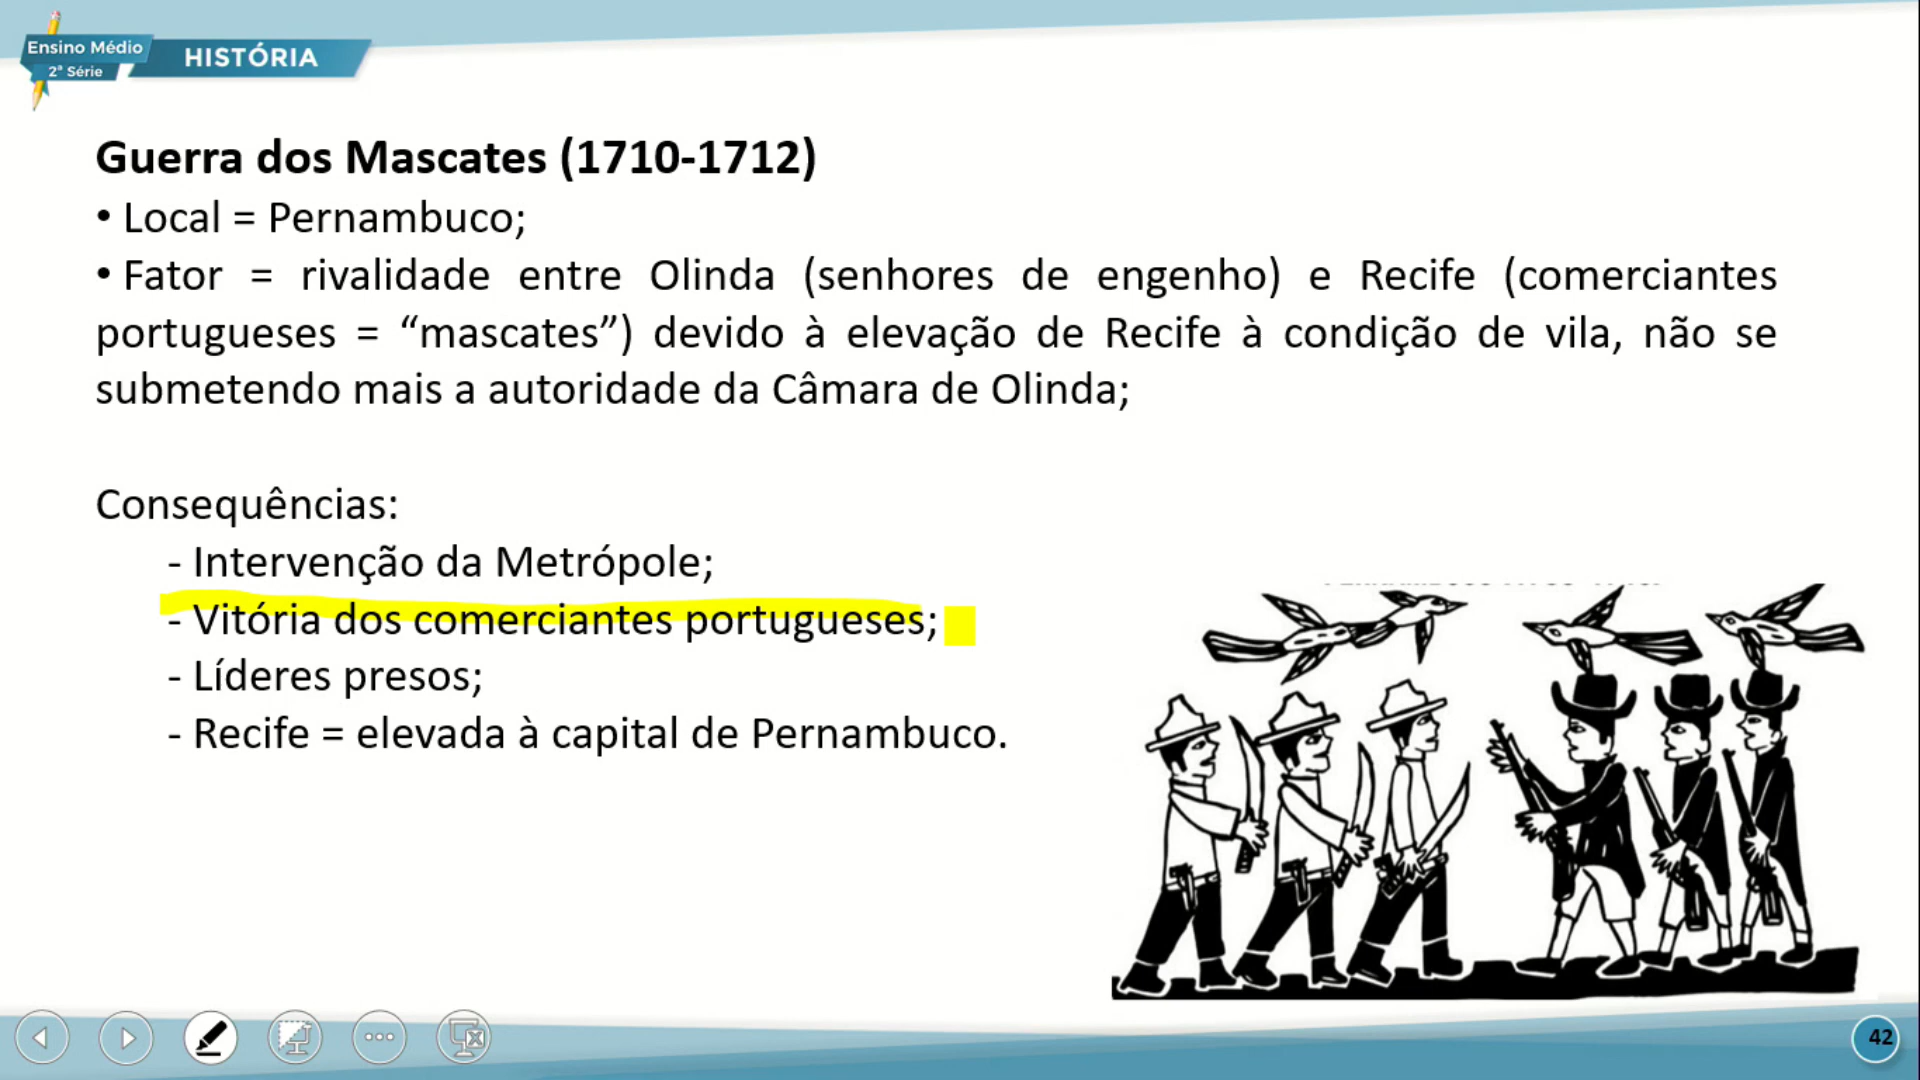 Ensino Médio
2ª Série
HISTÓRIA
Guerra dos Mascates (1710-1712)
• Local = Pernambuco;
• Fator = rivalidade entre Olinda (senhores de engenho) e Recife (comerciantes
portugueses = “mascates”) devido à elevação de Recife à condição de vila, não se
submetendo mais a autoridade da Câmara de Olinda;
Consequências:
- Intervenção da Metrópole;
- Vitória dos comerciantes portugueses;
- Líderes presos;
- Recife = elevada à capital de Pernambuco.
42